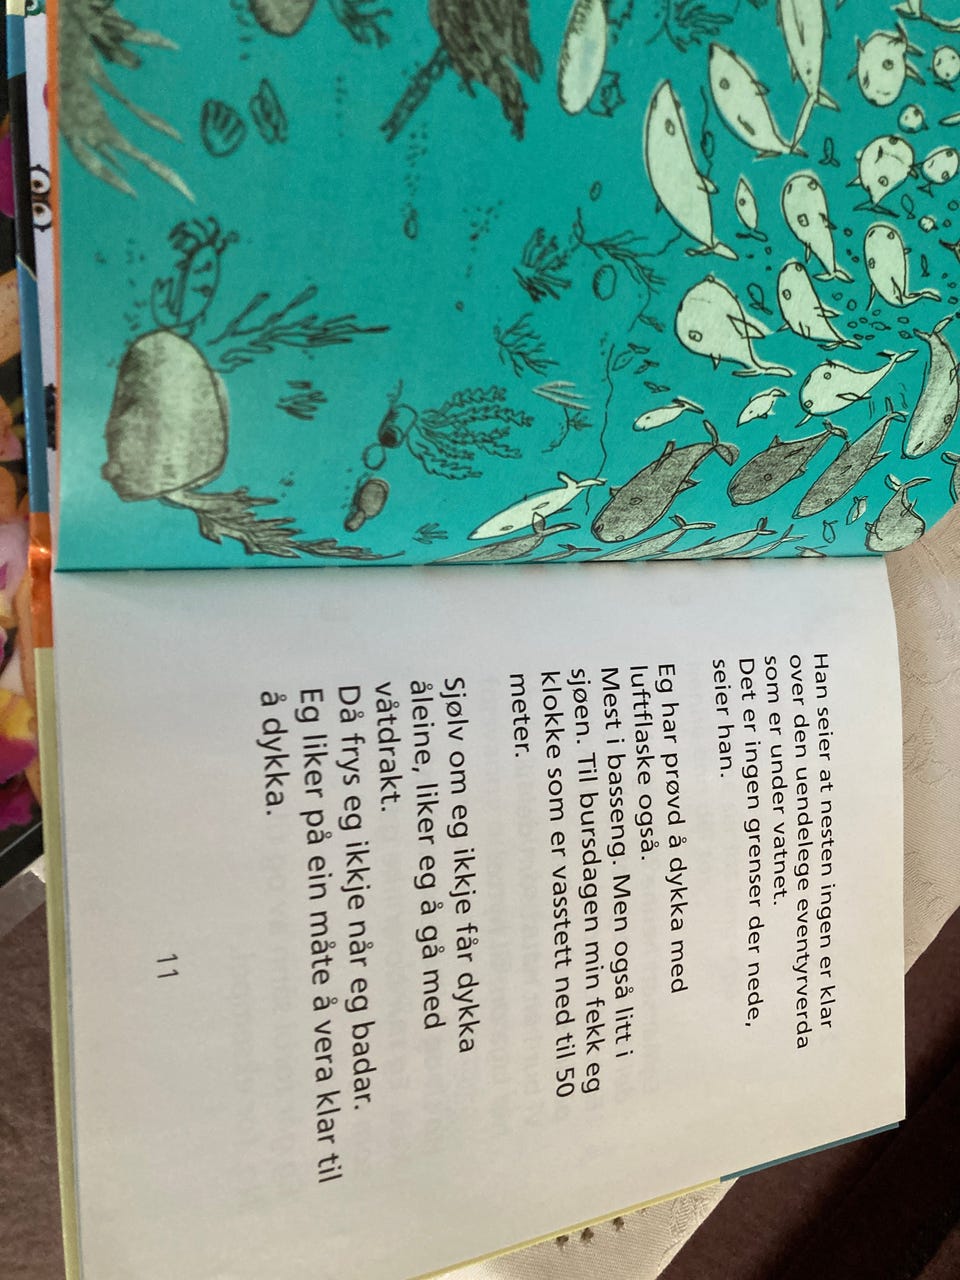 Han seier at nesten ingen er klar
over den uendelege eventyrverda
som er under vatnet.
Det er ingen grenser der nede,
seier han.
Eg har prøvd å dykka med
luftflaske også.
Mest i basseng. Men også litt i
sjøen. Til bursdagen min fekk eg
klokke som er vasstett ned til 50
meter.
Sjølv om eg ikkje får dykka
åleine, liker eg å gå med
våtdrakt.
Då frys eg ikkje når eg badar.
Eg liker på ein måte å vera klar til
å dykka.
11